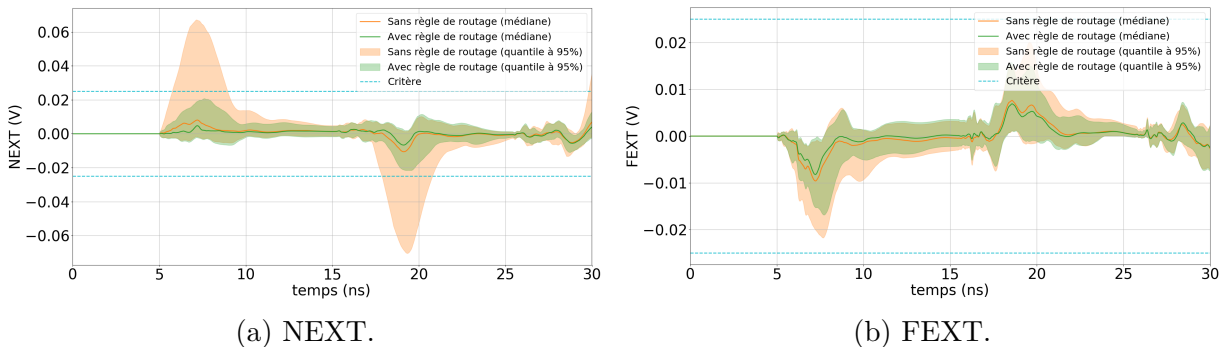 NEXT (V)
0.06
0.04
0.02
0.00
−0.02
−0.04
−0.06
0 5 10 15 20 25 30
temps (ns)
Sans règle de routage (médiane)
Avec règle de routage (médiane)
Sans règle de routage (quantile à 95%)
Avec règle de routage (quantile à 95%)
Critère
(a) NEXT.
FEXT (V)
0.02
0.01
0.00
−0.01
−0.02
0 5 10 15 20 25 30
temps (ns)
Sans règle de routage (médiane)
Avec règle de routage (médiane)
Sans règle de routage (quantile à 95%)
Avec règle de routage (quantile à 95%)
Critère
(b) FEXT.